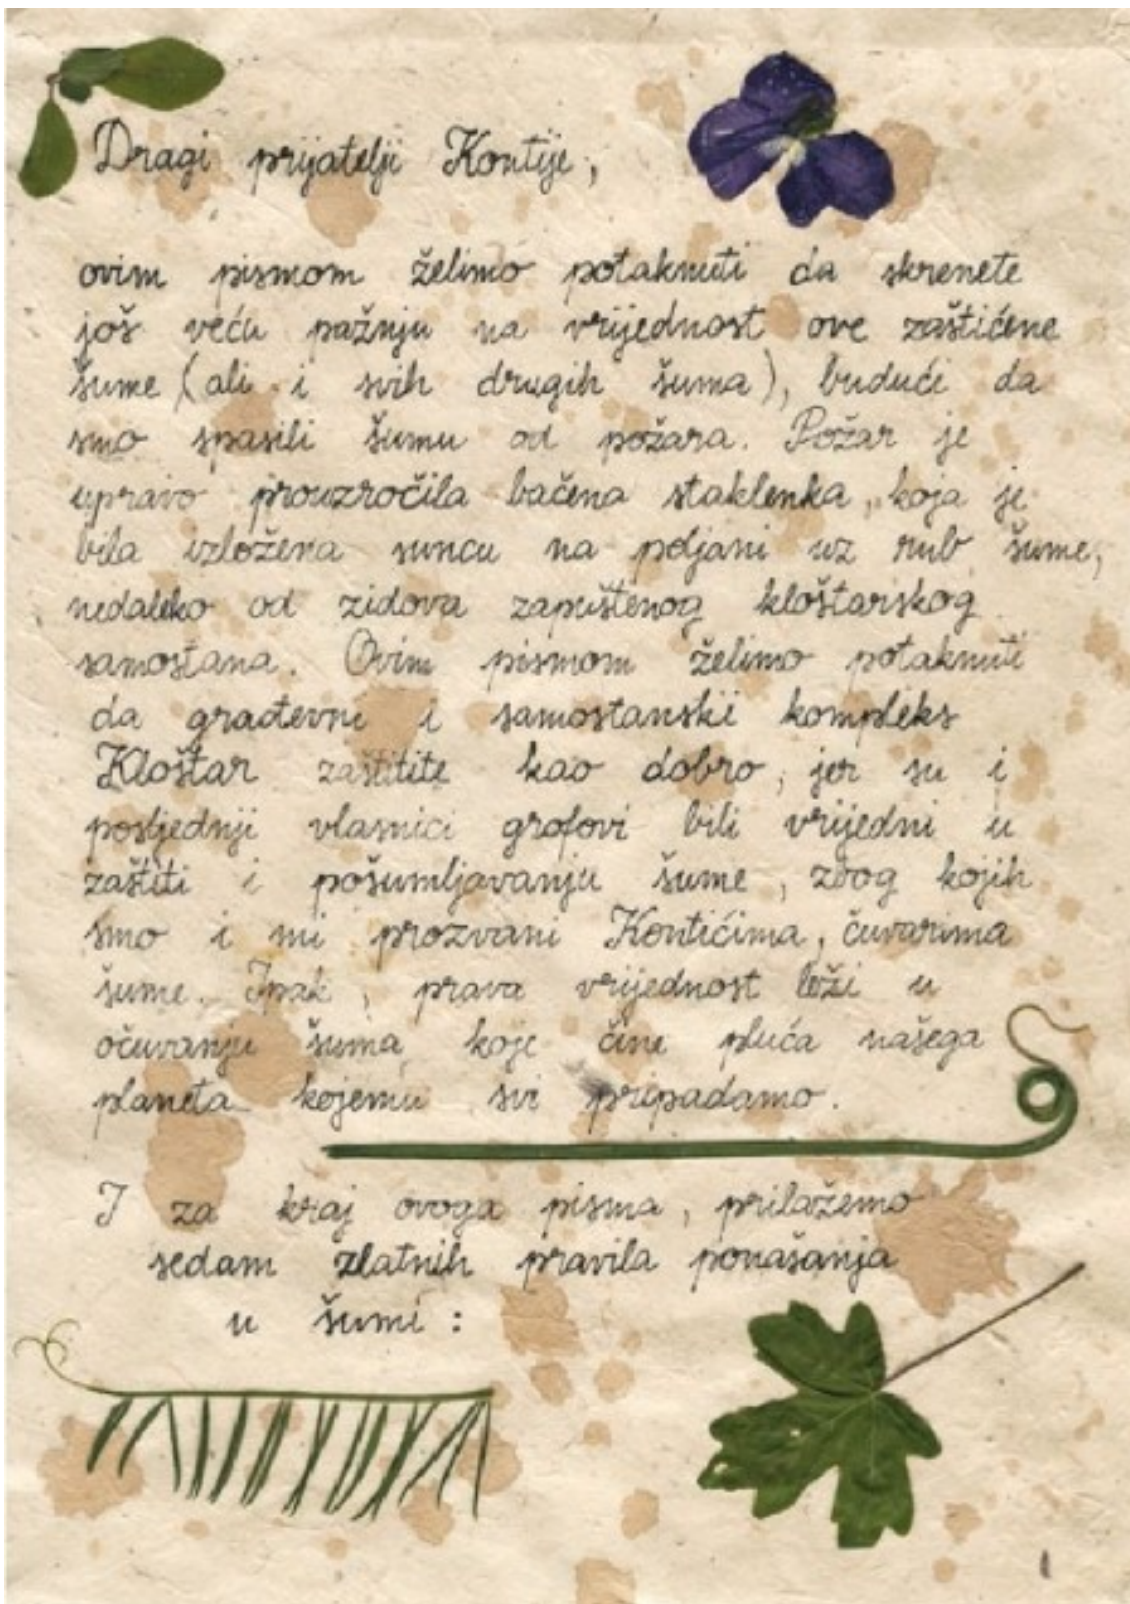 Dragi prijatelji Kontije,
ovim pismom želimo potaknuti da skrenete
još veću pažnju na vrijednost ove zaštićene
šume (ali i svih drugih šuma), budući da
smo spasili šumu od požara. Požar je
upravo prouzročila bačena staklenka, koja je
bila izložena suncu na poljani uz rub šume,
nedaleko od zidova zapuštenog kloštarskog
samostana. Ovim pismom želimo potaknuti
da građevni i samostanski kompleks
Kloštar zaštitite kao dobro, jer su i
posljednji vlasnici grofovi bili vrijedni u
zaštiti i pošumljavanju šume, zbog kojih
smo i mi prozvani Kontićima, čuvarima
šume. Ipak, prava vrijednost leži u
očuvanju šuma koje čine pluća našega
planeta kojemu svi pripadamo.
I za kraj ovoga pisma, prilažemo
sedam zlatnih pravila ponašanja
u šumi:
1